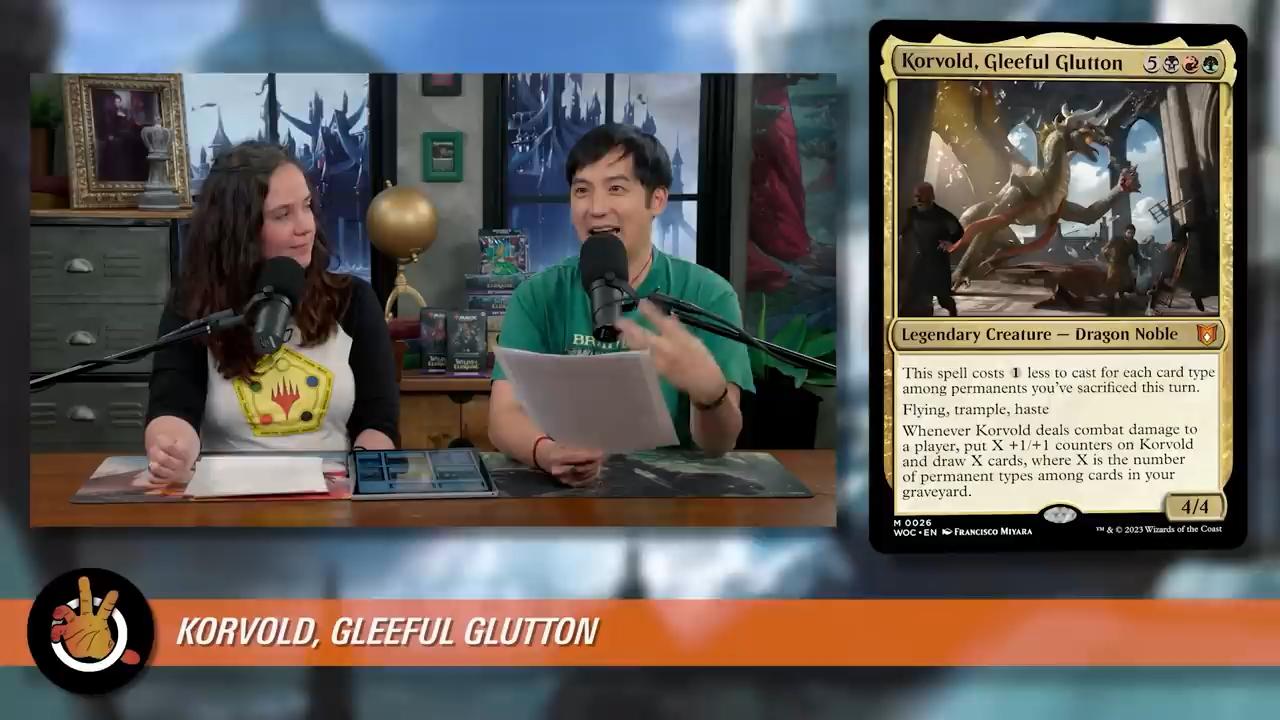 Korvold, Gleeful Glutton 5
Legendary Creature — Dragon Noble
This spell costs 1 less to cast for each card type
among permanents you've sacrificed this turn.
Flying, trample, haste
Whenever Korvold deals combat damage to
a player, put X +1/+1 counters on Korvold
and draw X cards, where X is the number
of permanent types among cards in your
graveyard.
4/4
M 0026
WOC • EN FRANCISCO MIYARA
™ & © 2023 Wizards of the Coast
KORVOLD, GLEEFUL GLUTTON